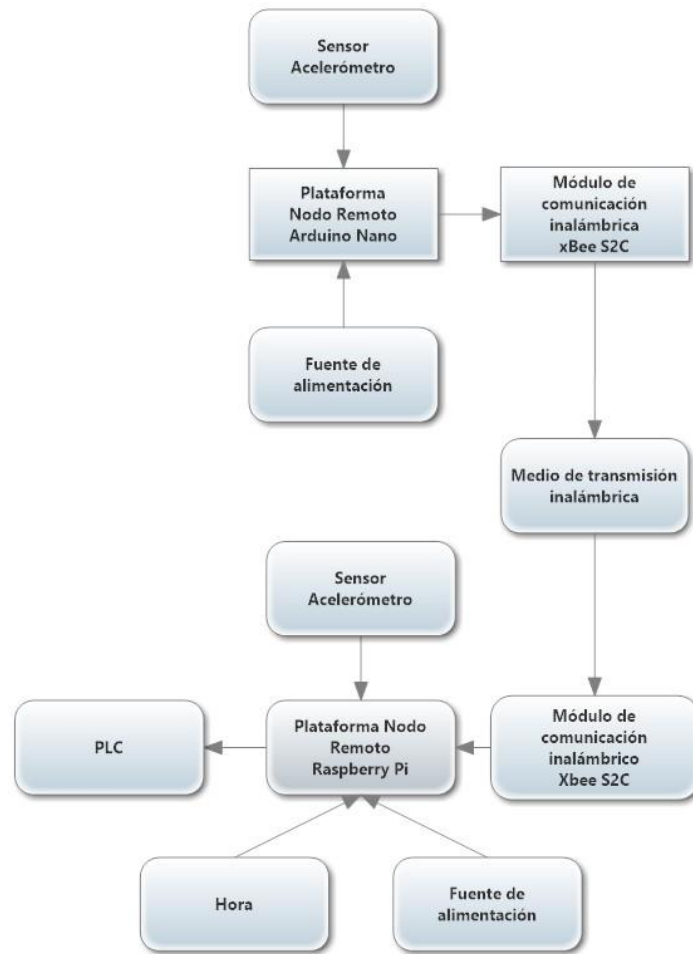 Sensor
Acelerómetro
Plataforma
Nodo Remoto
Arduino Nano
Módulo de
comunicación
inalámbrica
xBee S2C
Fuente de
alimentación
Medio de transmisión
inalámbrica
Sensor
Acelerómetro
PLC
Plataforma Nodo
Remoto
Raspberry Pi
Módulo de
comunicación
inalámbrico
Xbee S2C
Hora
Fuente de
alimentación